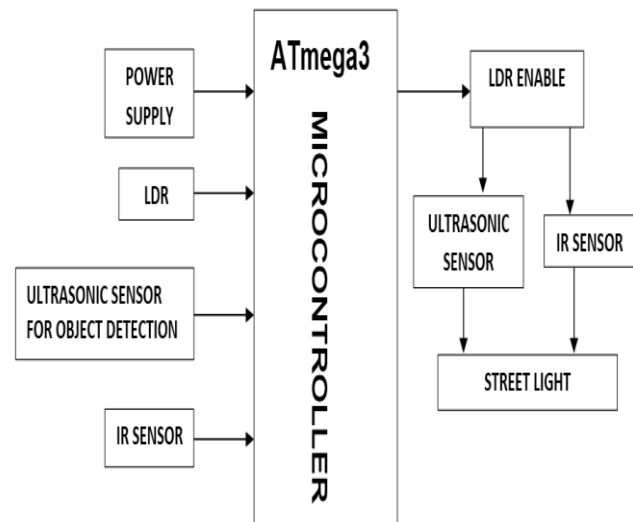 POWER
SUPPLY
LDR
ULTRASONIC SENSOR
FOR OBJECT DETECTION
IR SENSOR
ATmega3
MICROCONTROLLER
LDR ENABLE
ULTRASONIC
SENSOR
IR SENSOR
STREET LIGHT